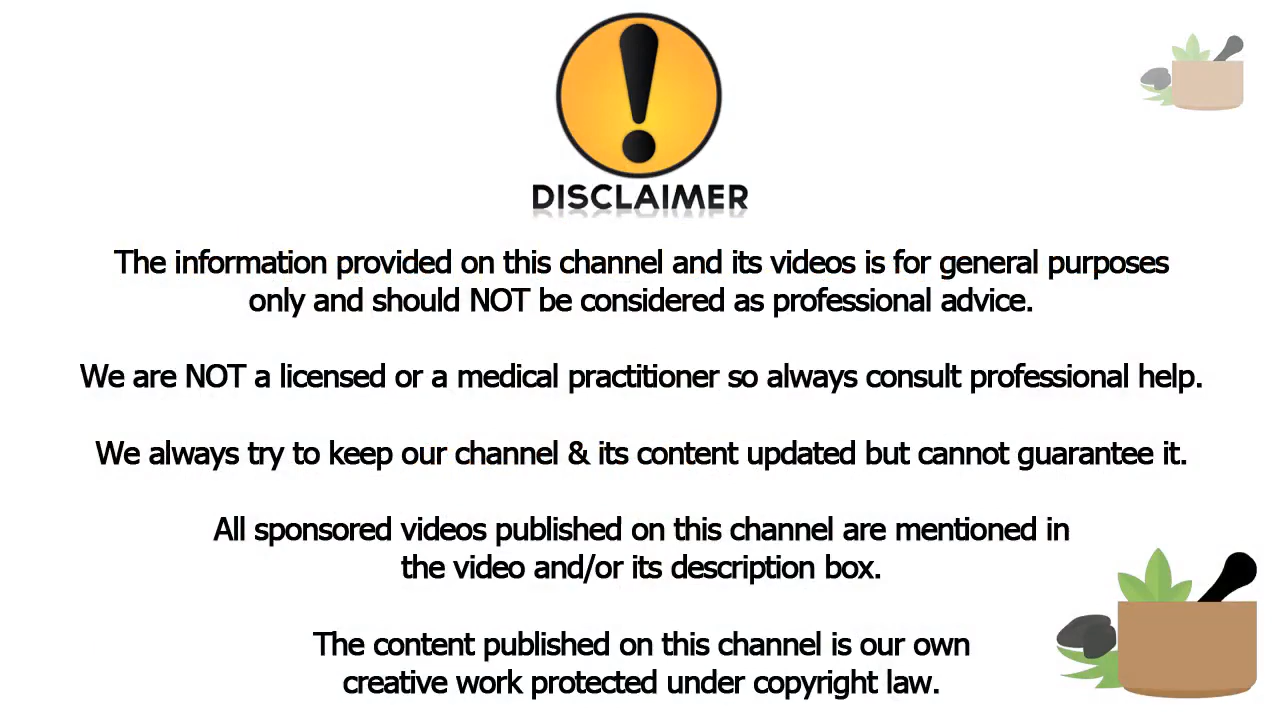 DISCLAIMER
The information provided on this channel and its videos is for general purposes
only and should NOT be considered as professional advice.
We are NOT a licensed or a medical practitioner so always consult professional help.
We always try to keep our channel & its content updated but cannot guarantee it.
All sponsored videos published on this channel are mentioned in
the video and/or its description box.
The content published on this channel is our own
creative work protected under copyright law.